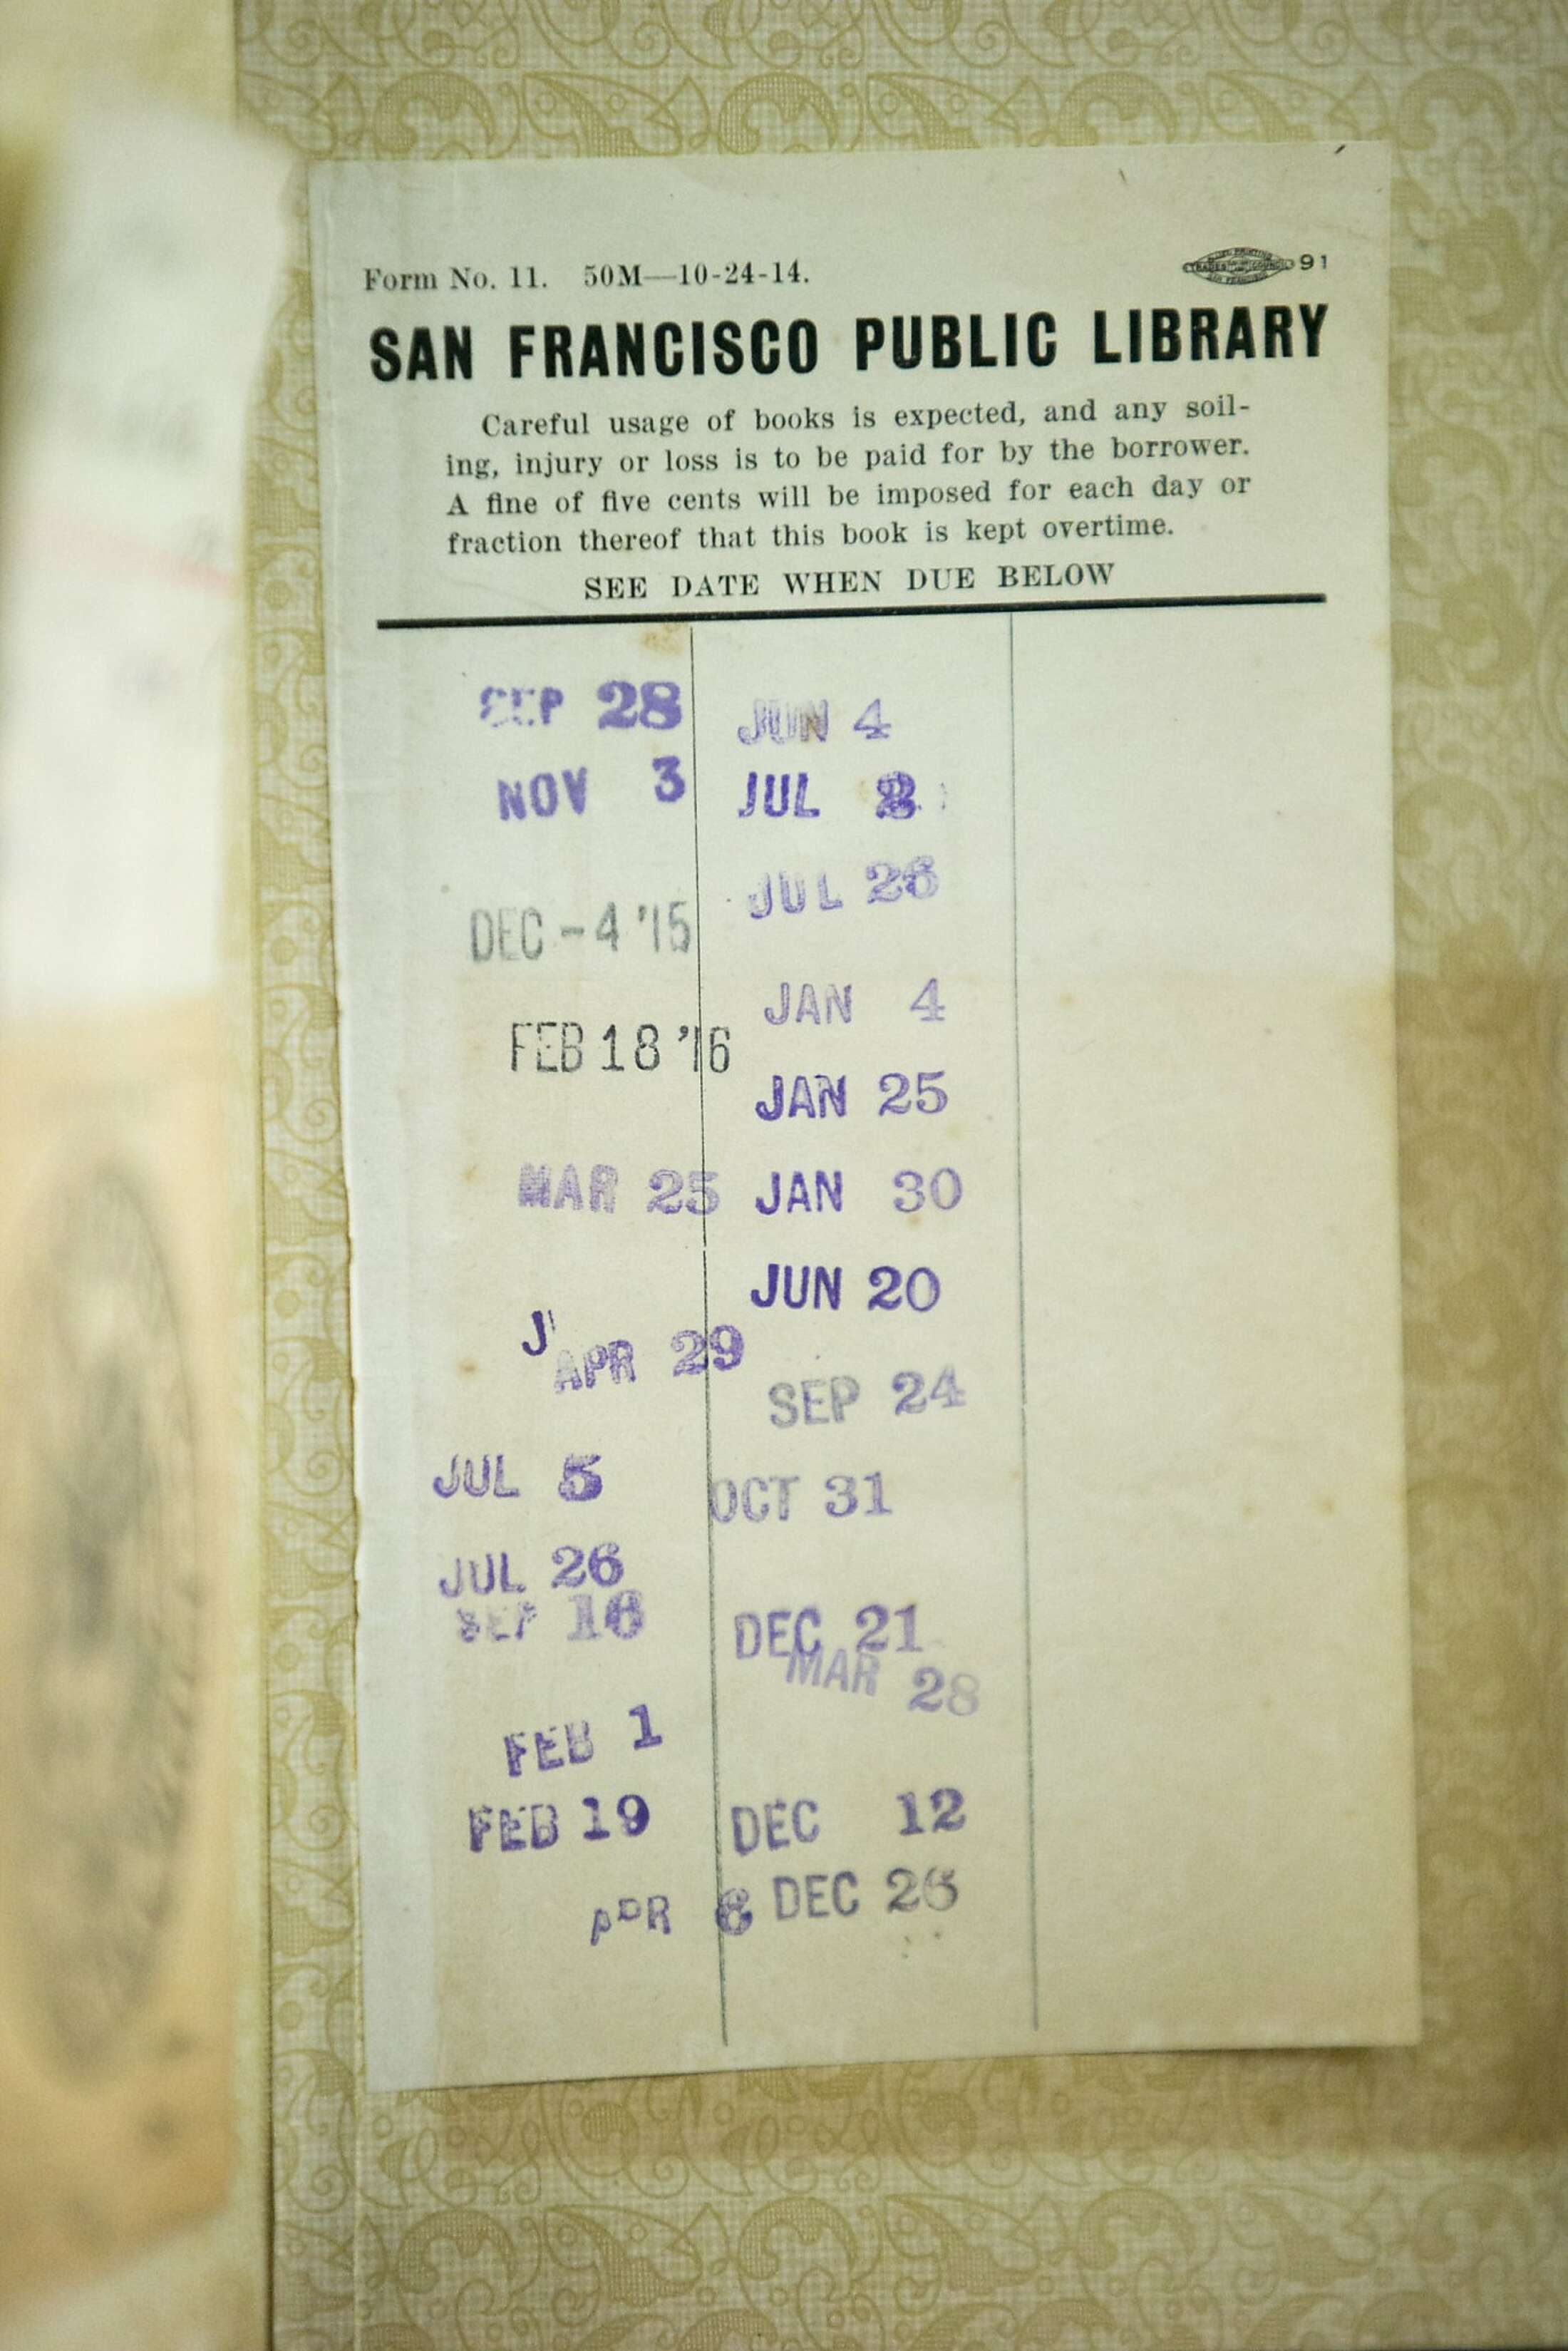 Form No. 11. 50M—10-24-14.
91
SAN FRANCISCO PUBLIC LIBRARY
Careful usage of books is expected, and any soil-
ing, injury or loss is to be paid for by the borrower.
A fine of five cents will be imposed for each day or
fraction thereof that this book is kept overtime.
SEE DATE WHEN DUE BELOW
SEP 28
NOV 3
DEC -4 '15
FEB 18 '16
MAR 25
J
APR 29
JUL 5
JUL 26
SEP 16
FEB 1
FEB 19
APR 6
JUN 4
JUL 2
JUL 26
JAN 4
JAN 25
JAN 30
JUN 20
SEP 24
OCT 31
DEC 21
MAR 28
DEC 12
DEC 26